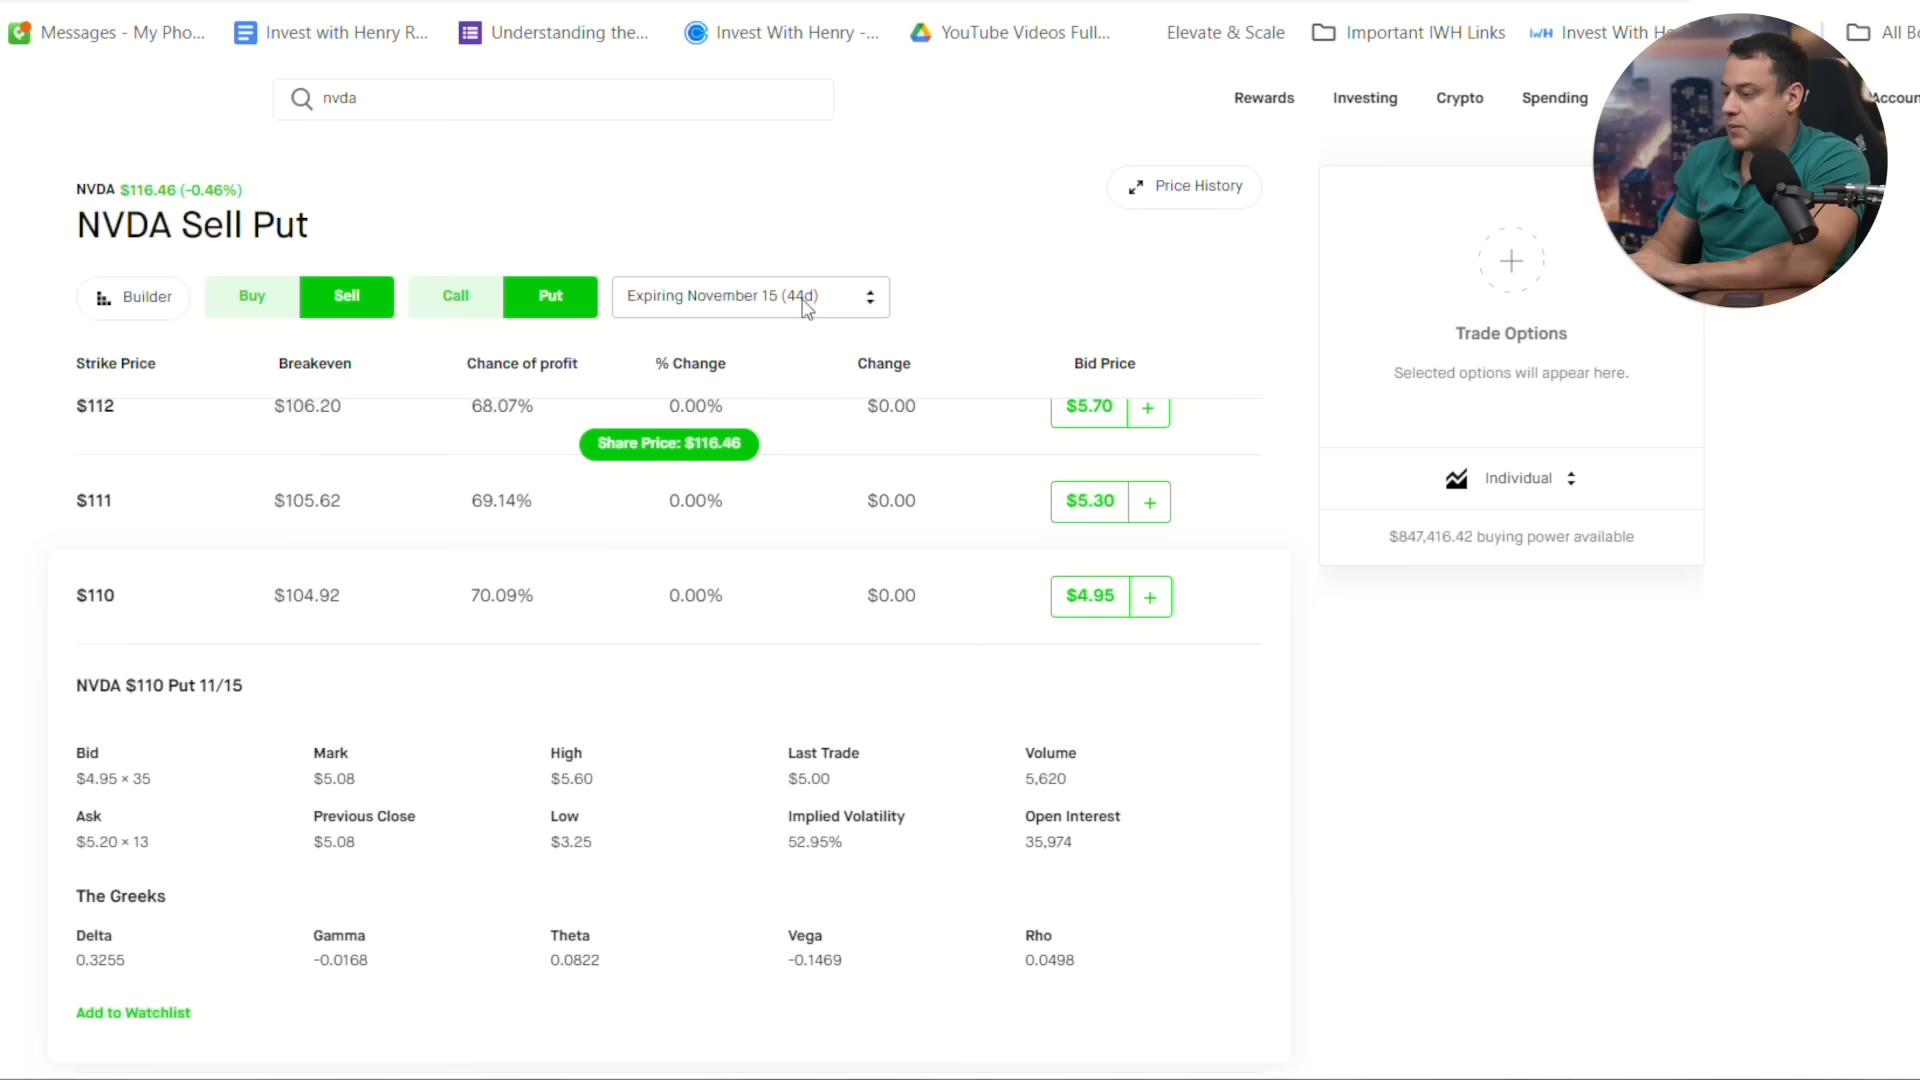 Messages - My Pho... Invest with Henry R... Understanding the... Invest With Henry -... YouTube Videos Full... Elevate & Scale Important IWH Links IWH Invest With He All Bo
nvda
Rewards Investing Crypto Spending Accoun
NVDA $116.46 (-0.46%)
Price History
NVDA Sell Put
Builder Buy Sell Call Put Expiring November 15 (44d)
Strike Price Breakeven Chance of profit % Change Change Bid Price
$112 $106.20 68.07% 0.00% $0.00 $5.70 +
Share Price: $116.46
$111 $105.62 69.14% 0.00% $0.00 $5.30 +
$110 $104.92 70.09% 0.00% $0.00 $4.95 +
NVDA $110 Put 11/15
Bid Mark High Last Trade Volume
$4.95 × 35 $5.08 $5.60 $5.00 5,620
Ask Previous Close Low Implied Volatility Open Interest
$5.20 × 13 $5.08 $3.25 52.95% 35,974
The Greeks
Delta Gamma Theta Vega Rho
0.3255 -0.0168 0.0822 -0.1469 0.0498
Add to Watchlist
Trade Options
Selected options will appear here.
Individual
$847,416.42 buying power available